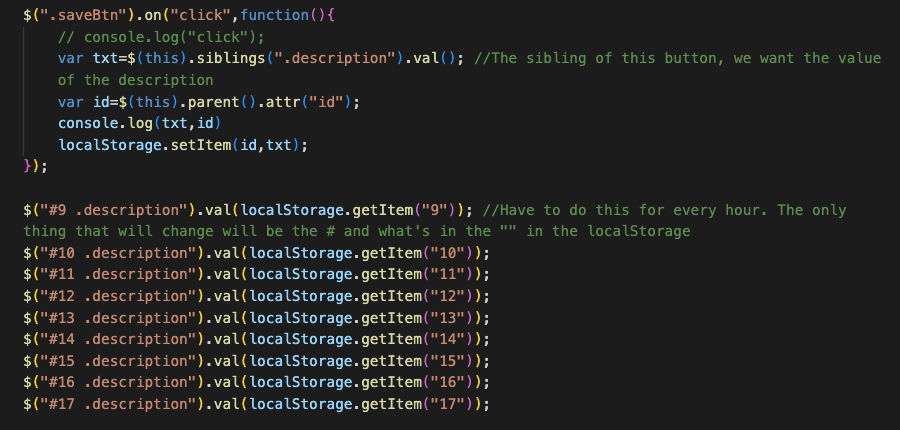 $(".saveBtn").on("click",function(){
// console.log("click");
var txt=$(this).siblings(".description").val(); //The sibling of this button, we want the value
of the description
var id=$(this).parent().attr("id");
console.log(txt,id)
localStorage.setItem(id,txt);
});
$("#9 .description").val(localStorage.getItem("9")); //Have to do this for every hour. The only
thing that will change will be the # and what's in the "" in the localStorage
$("#10 .description").val(localStorage.getItem("10"));
$("#11 .description").val(localStorage.getItem("11"));
$("#12 .description").val(localStorage.getItem("12"));
$("#13 .description").val(localStorage.getItem("13"));
$("#14 .description").val(localStorage.getItem("14"));
$("#15 .description").val(localStorage.getItem("15"));
$("#16 .description").val(localStorage.getItem("16"));
$("#17 .description").val(localStorage.getItem("17"));